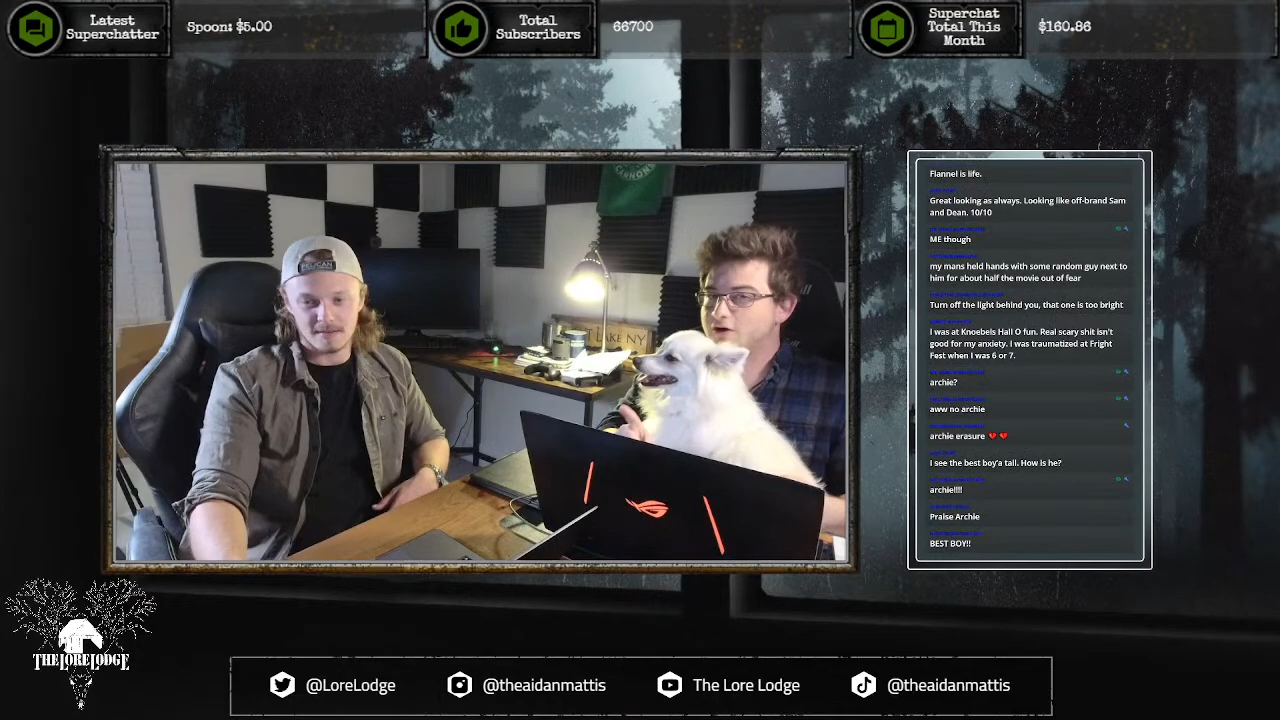 Latest
Superchatter
Spoon: $5.00
Total
Subscribers
66700
Superchat
Total This
Month
$160.86
CANNONS
PELICAN
LAKE NY
Flannel is life.
Great looking as always. Looking like off-brand Sam
and Dean. 10/10
ME though
my mans held hands with some random guy next to
him for about half the movie out of fear
Turn off the light behind you, that one is too bright
I was at Knoebels Hall O fun. Real scary shit isn't
good for my anxiety. I was traumatized at Fright
Fest when I was 6 or 7.
archie?
aww no archie
archie erasure 💔 💔
I see the best boy'a tail. How is he?
archie!!!!
Praise Archie
BEST BOY!!
THE LORE LODGE
@LoreLodge
@theaidanmattis
The Lore Lodge
@theaidanmattis